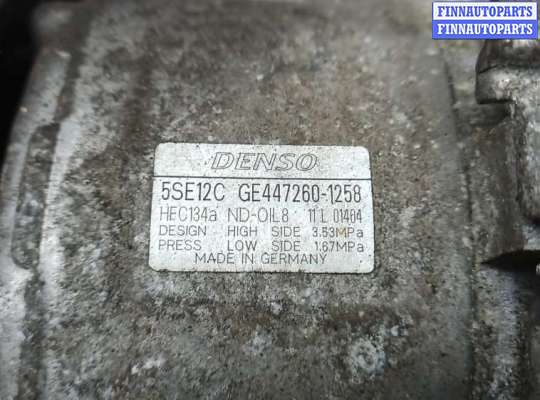 FINNAUTOPARTS
FINNAUTOPARTS
DENSO
5SE12C GE447260-1258
HFC134a ND-OIL8 11L 01404
DESIGN HIGH SIDE 3.53MPa
PRESS LOW SIDE 1.67MPa
MADE IN GERMANY